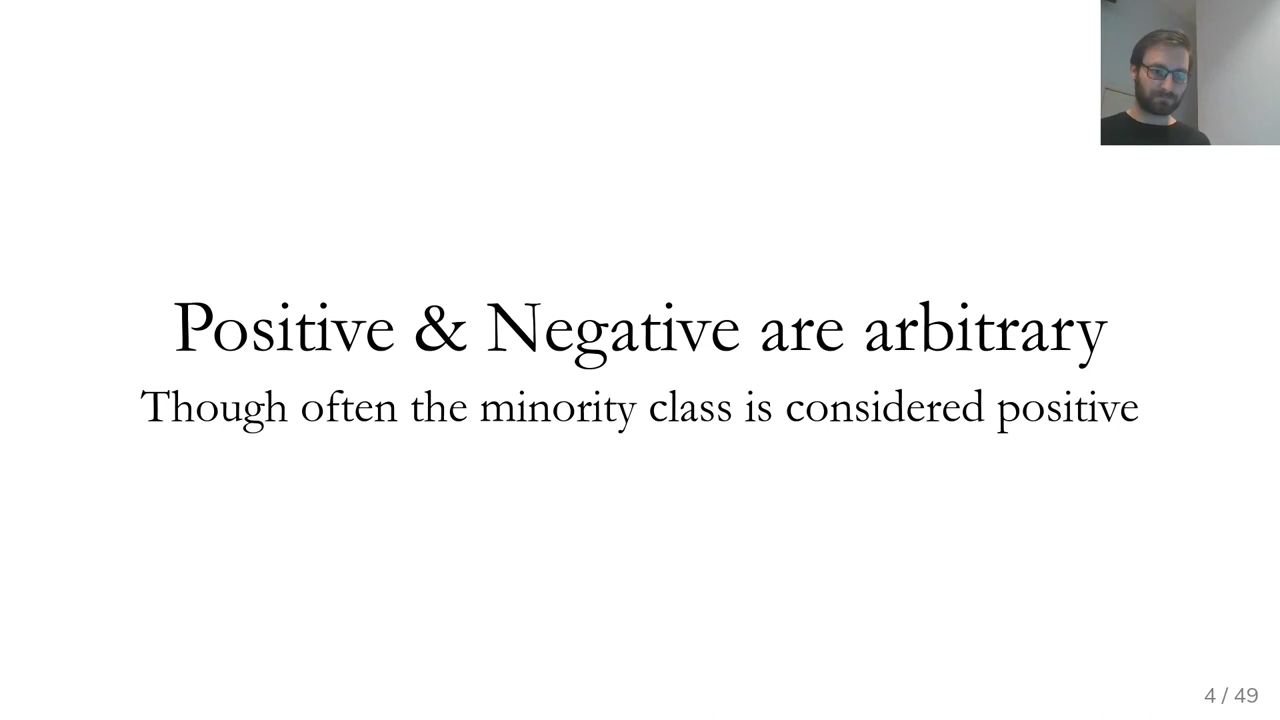 Positive & Negative are arbitrary
Though often the minority class is considered positive
4 / 49